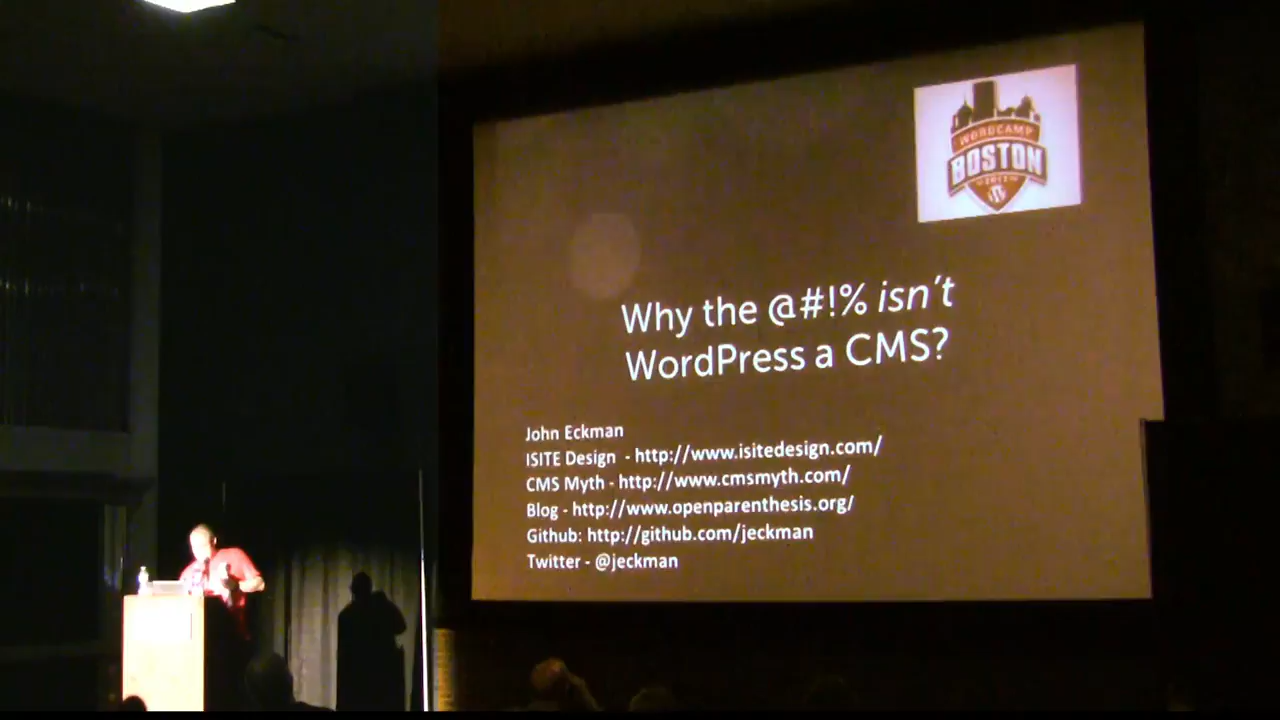 WORDCAMP
BOSTON
Why the @#!% isn't
WordPress a CMS?
John Eckman
ISITE Design - http://www.isitedesign.com/
CMS Myth - http://www.cmsmyth.com/
Blog - http://www.openparenthesis.org/
Github: http://github.com/jeckman
Twitter - @jeckman